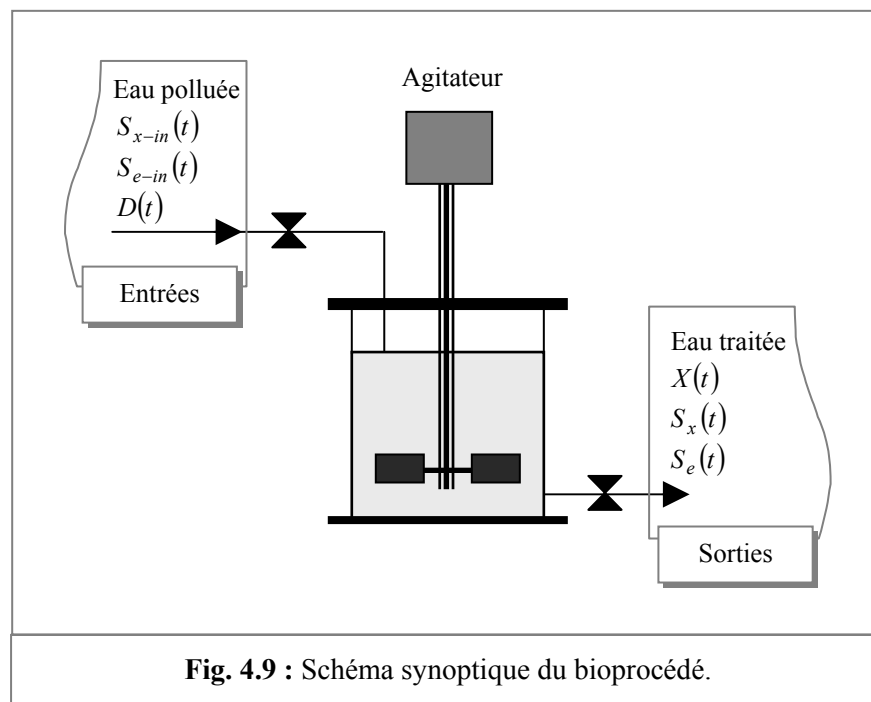 Eau polluée
S_{x-in}(t)
S_{e-in}(t)
D(t)
Entrées
Agitateur
Eau traitée
X(t)
S_x(t)
S_e(t)
Sorties
Fig. 4.9 : Schéma synoptique du bioprocédé.